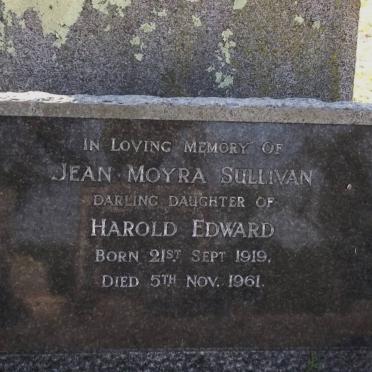 IN LOVING MEMORY OF
JEAN MOYRA SULLIVAN
DARLING DAUGHTER OF
HAROLD EDWARD
BORN 21ST. SEPT 1919.
DIED 5TH NOV. 1961.